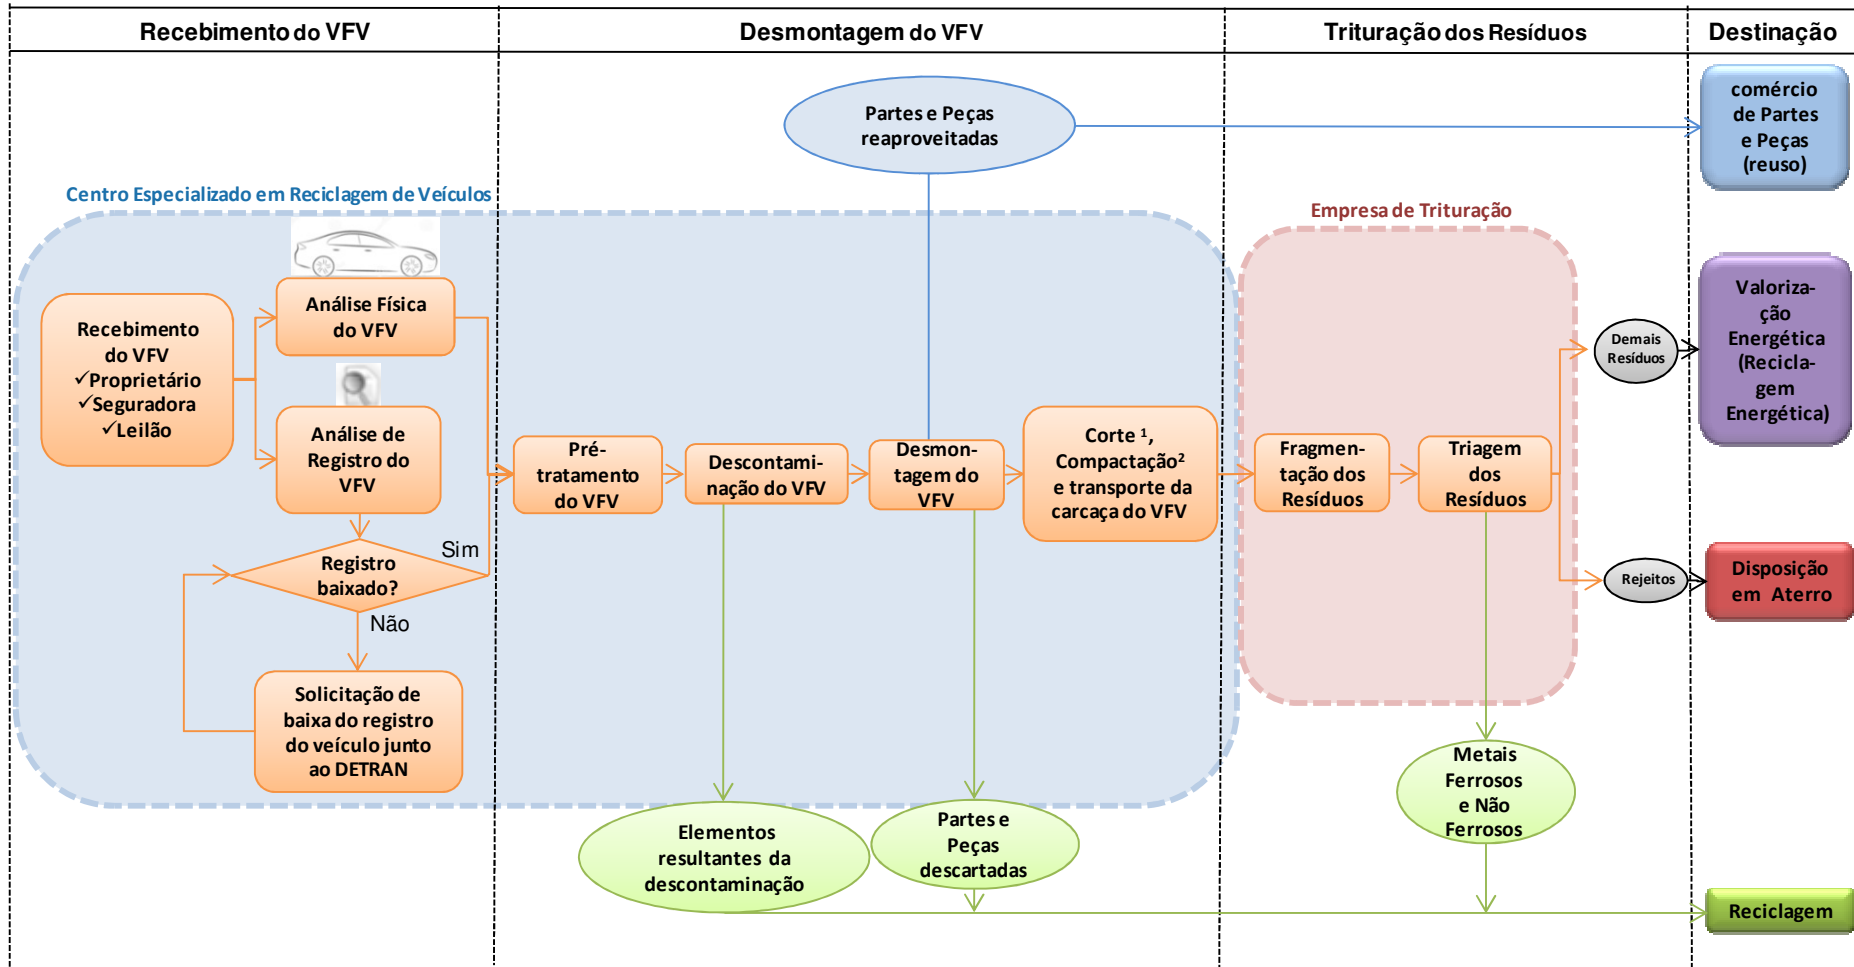 Recebimento do VFV
Desmontagem do VFV
Trituração dos Resíduos
Destinação
Partes e Peças
reaproveitadas
comércio
de Partes
e Peças
(reuso)
Centro Especializado em Reciclagem de Veículos
Empresa de Trituração
Recebimento
do VFV
✓Proprietário
✓Seguradora
✓Leilão
Análise Física
do VFV
Análise de
Registro do
VFV
Registro
baixado?
Sim
Não
Solicitação de
baixa do registro
do veículo junto
ao DETRAN
Pré-
tratamento
do VFV
Descontami-
nação do VFV
Desmon-
tagem do
VFV
Corte ¹,
Compactação²
e transporte da
carcaça do VFV
Fragmen-
tação dos
Resíduos
Triagem
dos
Resíduos
Demais
Resíduos
Valoriza-
ção
Energética
(Recicla-
gem
Energética)
Rejeitos
Disposição
em Aterro
Elementos
resultantes da
descontaminação
Partes e
Peças
descartadas
Metais
Ferrosos
e Não
Ferrosos
Reciclagem